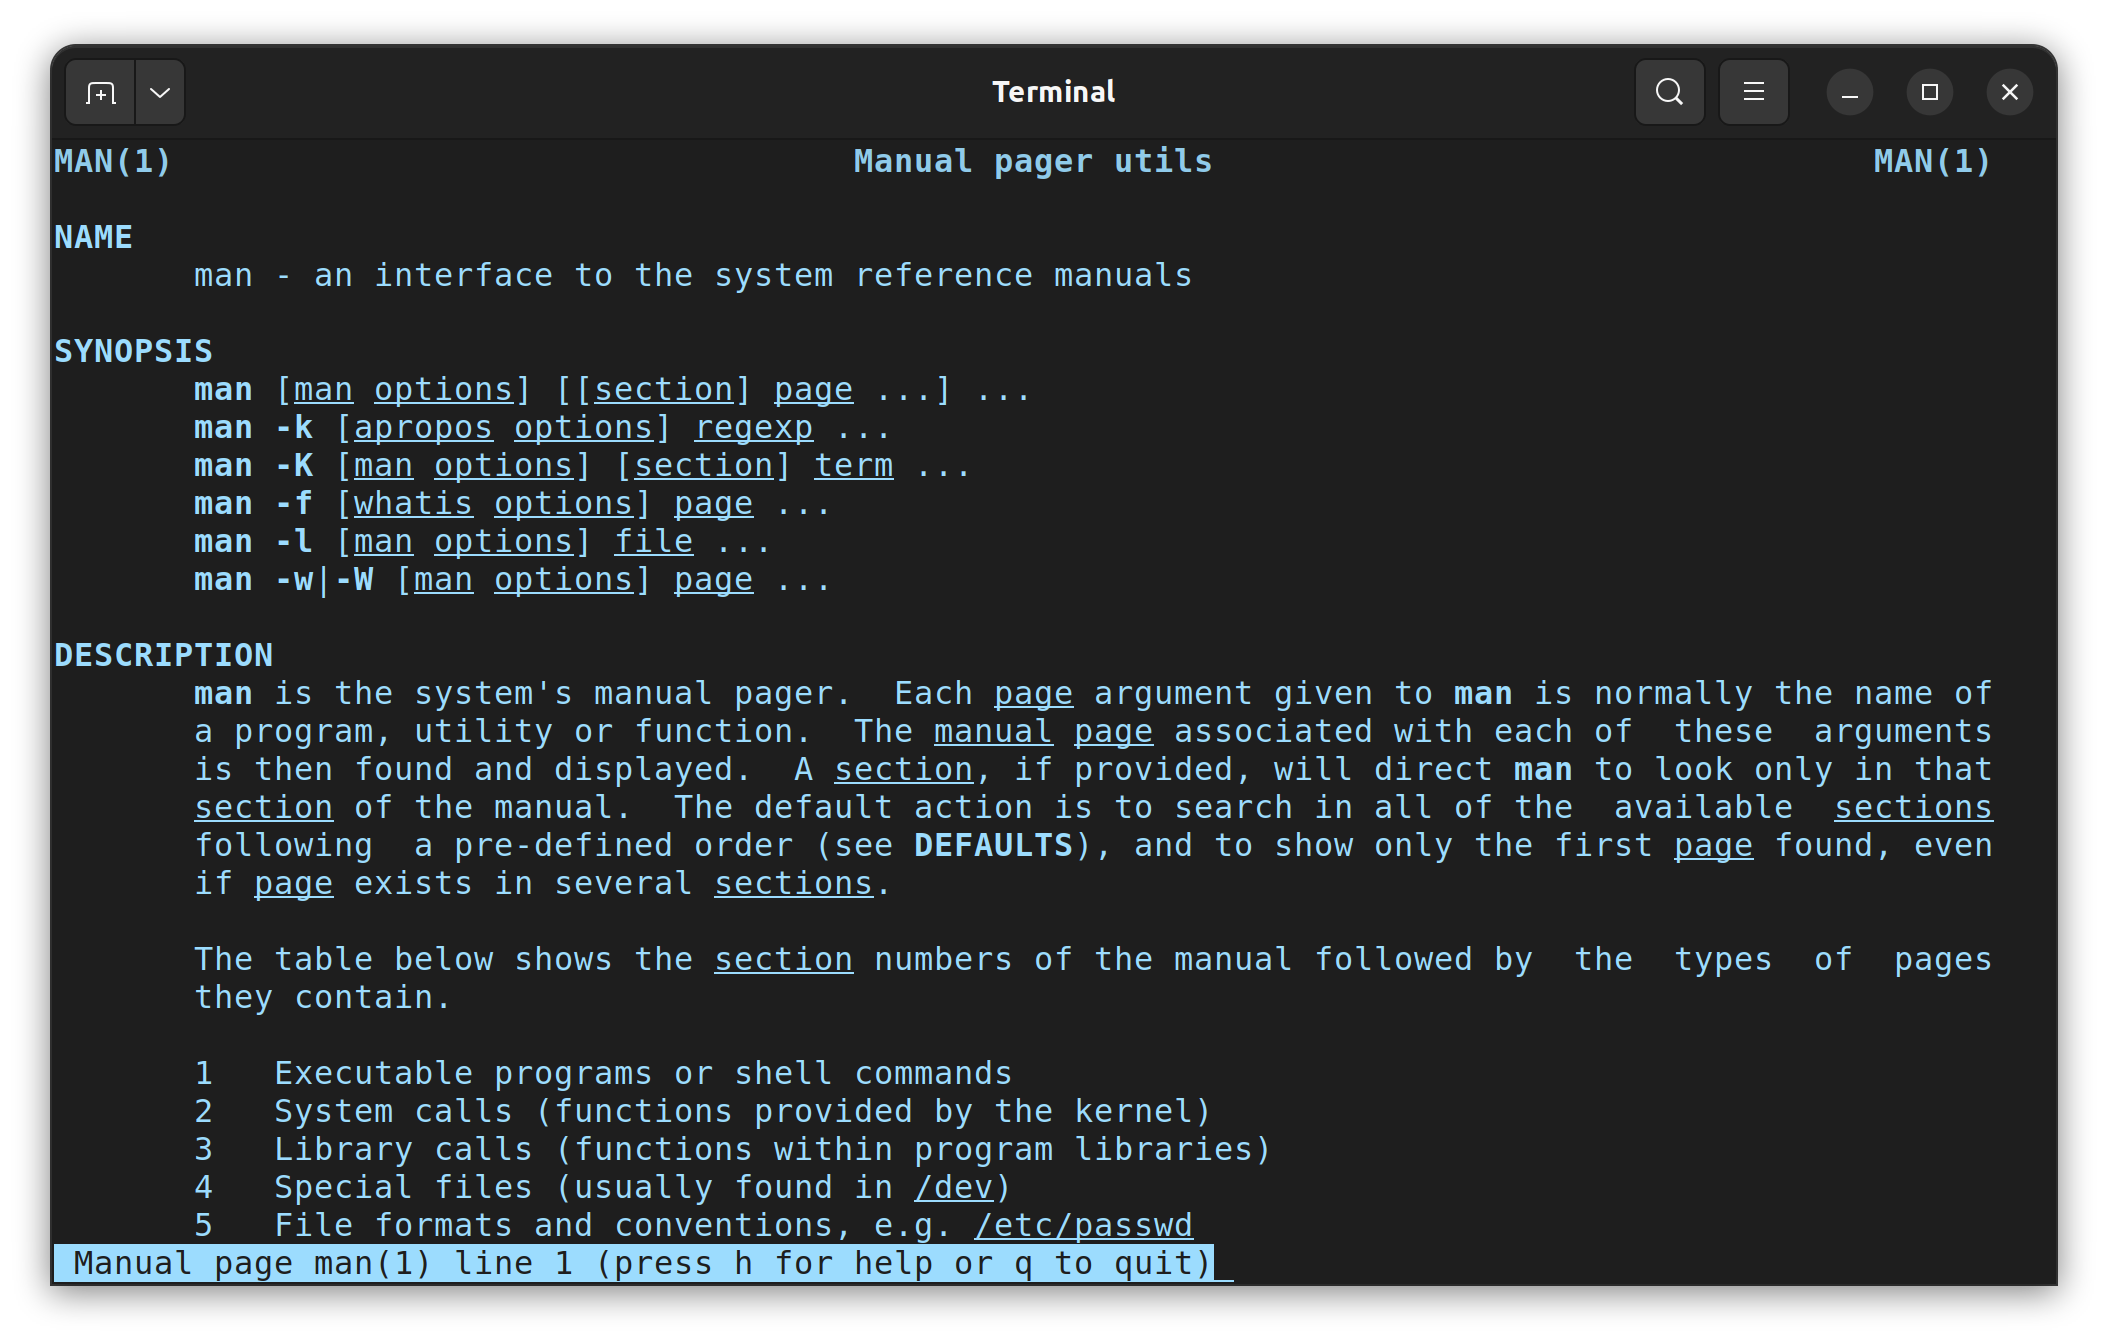 Terminal
MAN(1) Manual pager utils MAN(1)
NAME
man - an interface to the system reference manuals
SYNOPSIS
man [man options] [[section] page ...] ...
man -k [apropos options] regexp ...
man -K [man options] [section] term ...
man -f [whatis options] page ...
man -l [man options] file ...
man -w|-W [man options] page ...
DESCRIPTION
man is the system's manual pager.  Each page argument given to man is normally the name of
a program, utility or function.  The manual page associated with each of  these  arguments
is then found and displayed.  A section, if provided, will direct man to look only in that
section of the manual.  The default action is to search in all of the  available  sections
following  a pre-defined order (see DEFAULTS), and to show only the first page found, even
if page exists in several sections.
The table below shows the section numbers of the manual followed by  the  types  of  pages
they contain.
1   Executable programs or shell commands
2   System calls (functions provided by the kernel)
3   Library calls (functions within program libraries)
4   Special files (usually found in /dev)
5   File formats and conventions, e.g. /etc/passwd
Manual page man(1) line 1 (press h for help or q to quit)